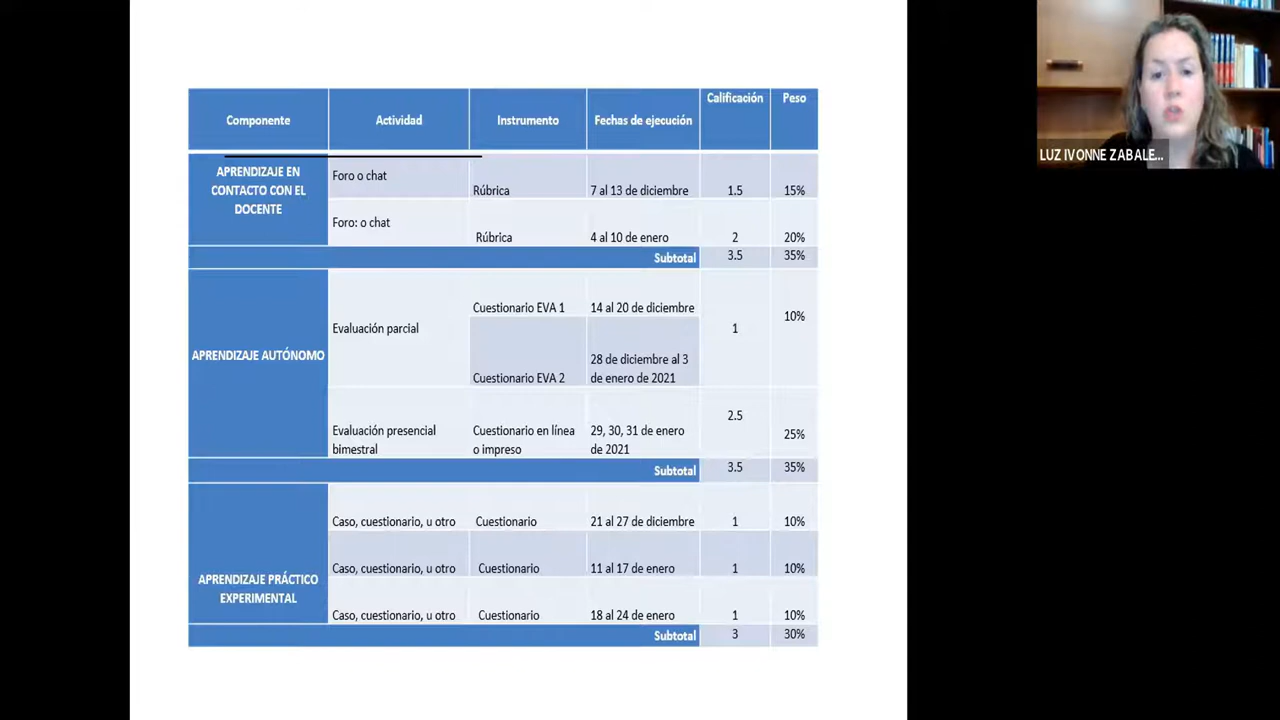 Componente Actividad Instrumento Fechas de ejecución Calificación Peso
APRENDIZAJE EN
CONTACTO CON EL
DOCENTE
Foro o chat Rúbrica 7 al 13 de diciembre 1.5 15%
Foro: o chat Rúbrica 4 al 10 de enero 2 20%
Subtotal 3.5 35%
APRENDIZAJE AUTÓNOMO
Evaluación parcial
Cuestionario EVA 1 14 al 20 de diciembre
1 10%
Cuestionario EVA 2
28 de diciembre al 3
de enero de 2021
Evaluación presencial
bimestral
Cuestionario en línea
o impreso
29, 30, 31 de enero
de 2021
2.5 25%
Subtotal 3.5 35%
APRENDIZAJE PRÁCTICO
EXPERIMENTAL
Caso, cuestionario, u otro Cuestionario 21 al 27 de diciembre 1 10%
Caso, cuestionario, u otro Cuestionario 11 al 17 de enero 1 10%
Caso, cuestionario, u otro Cuestionario 18 al 24 de enero 1 10%
Subtotal 3 30%
LUZ IVONNE ZABALE...